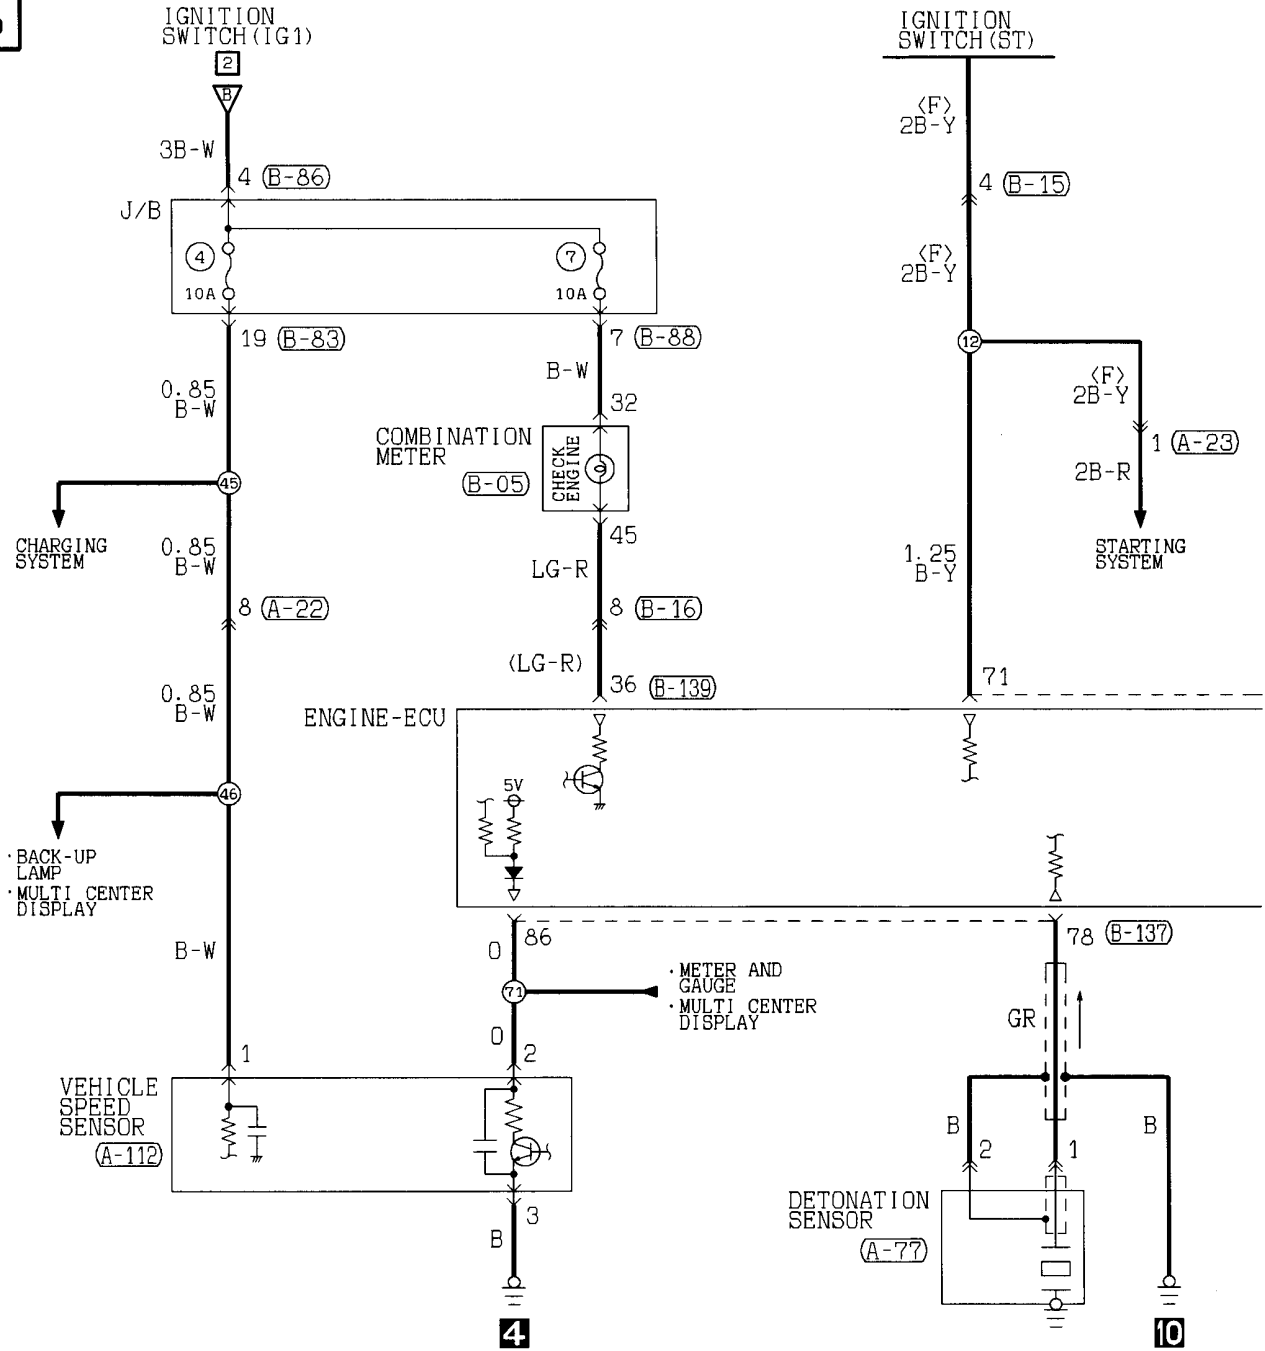 IGNITION
SWITCH(IG1)
2
B
3B-W
4 (B-86)
J/B
4
10A
7
10A
19 (B-83)
7 (B-88)
0.85
B-W
B-W
32
COMBINATION
METER
(B-05)
CHECK
ENGINE
45
45
CHARGING
SYSTEM
0.85
B-W
LG-R
8 (A-22)
8 (B-16)
(LG-R)
36 (B-139)
0.85
B-W
IGNITION
SWITCH(ST)
<F>
2B-Y
4 (B-15)
<F>
2B-Y
12
<F>
2B-Y
1 (A-23)
2B-R
STARTING
SYSTEM
1.25
B-Y
71
ENGINE-ECU
5V
46
·BACK-UP
LAMP
·MULTI CENTER
DISPLAY
B-W
86
O
71
·METER AND
GAUGE
·MULTI CENTER
DISPLAY
O
78 (B-137)
GR
1
2
VEHICLE
SPEED
SENSOR
(A-112)
3
B
4
B
B
2
1
DETONATION
SENSOR
(A-77)
10